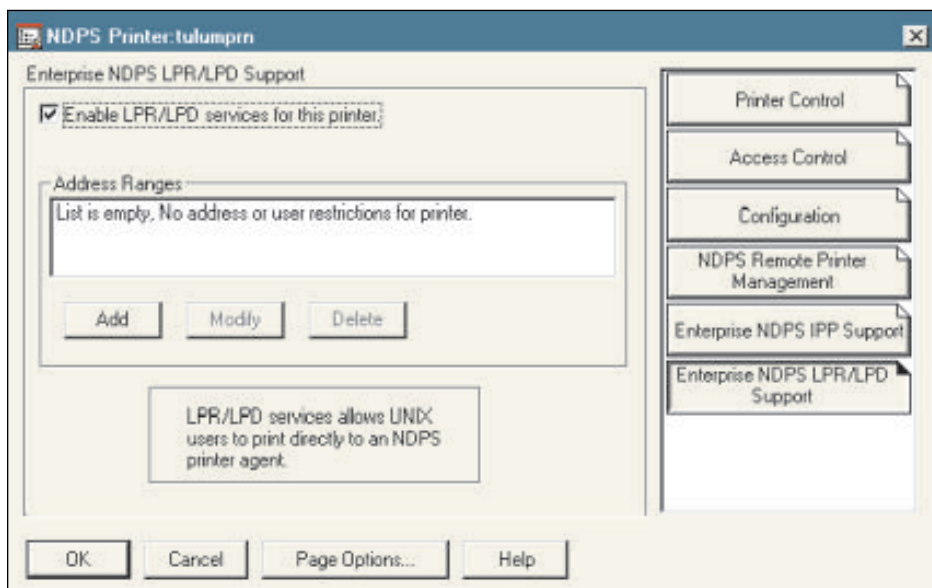 NDPS Printer:tulumprn
Enterprise NDPS LPR/LPD Support
Enable LPR/LPD services for this printer.
Address Ranges
List is empty, No address or user restrictions for printer.
Add
Modify
Delete
LPR/LPD services allows UNIX
users to print directly to an NDPS
printer agent.
Printer Control
Access Control
Configuration
NDPS Remote Printer
Management
Enterprise NDPS IPP Support
Enterprise NDPS LPR/LPD
Support
OK
Cancel
Page Options...
Help